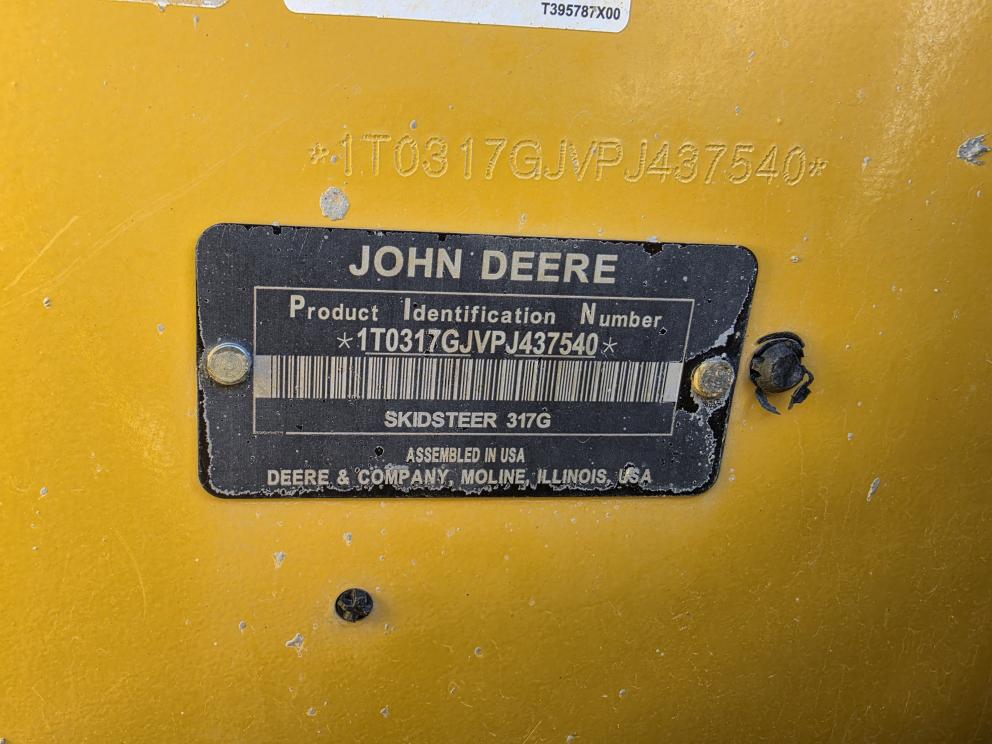 T395787X00
*1T0317GJVPJ437540*
JOHN DEERE
Product Identification Number
*1T0317GJVPJ437540*
SKIDSTEER 317G
ASSEMBLED IN USA
DEERE & COMPANY, MOLINE, ILLINOIS, USA